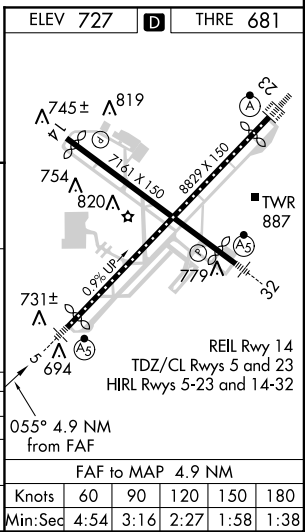 ELEV 727 D THRE 681
745± 819
A
23
14
P
7161 X 150
8829 X 150
754
820
TWR
887
A5
P
779
0.9% UP
32
731±
5
694
A5
REIL Rwy 14
TDZ/CL Rwys 5 and 23
HIRL Rwys 5-23 and 14-32
055° 4.9 NM
from FAF
FAF to MAP 4.9 NM
Knots 60 90 120 150 180
Min:Sec 4:54 3:16 2:27 1:58 1:38